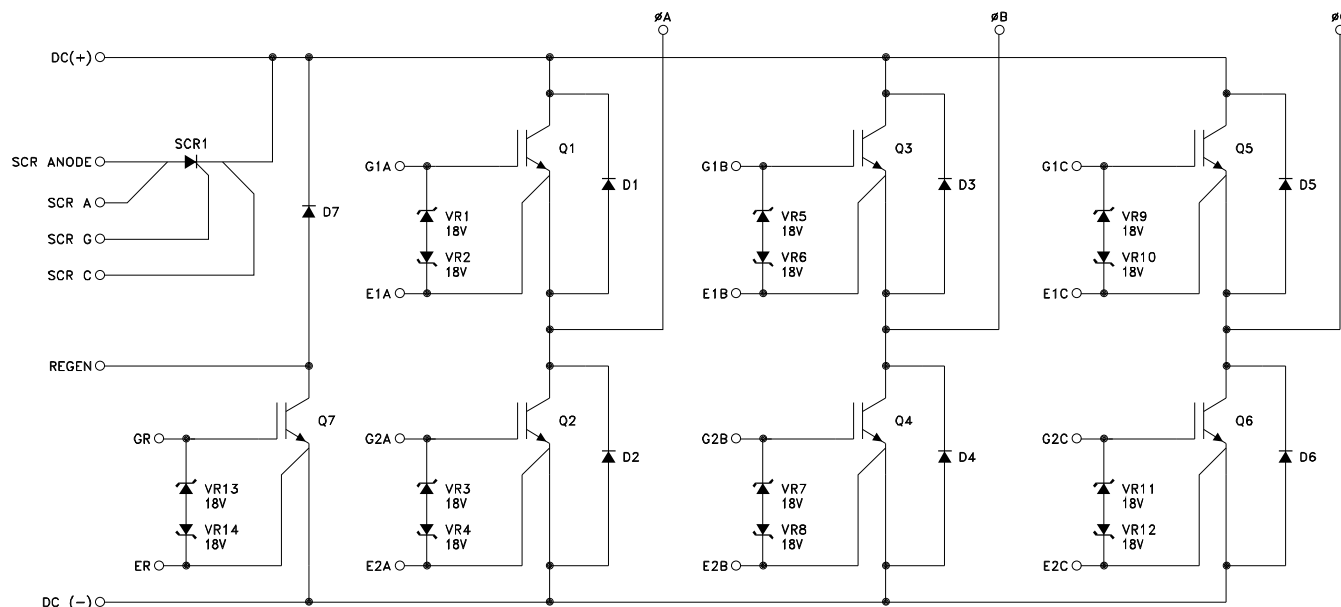 øA
øB
ø
DC(+)
SCR ANODE
SCR1
SCR A
SCR G
SCR C
D7
REGEN
GR
Q7
VR13
18V
VR14
18V
ER
DC (-)
G1A
Q1
D1
VR1
18V
VR2
18V
E1A
G2A
Q2
D2
VR3
18V
VR4
18V
E2A
G1B
Q3
D3
VR5
18V
VR6
18V
E1B
G2B
Q4
D4
VR7
18V
VR8
18V
E2B
G1C
Q5
D5
VR9
18V
VR10
18V
E1C
G2C
Q6
D6
VR11
18V
VR12
18V
E2C